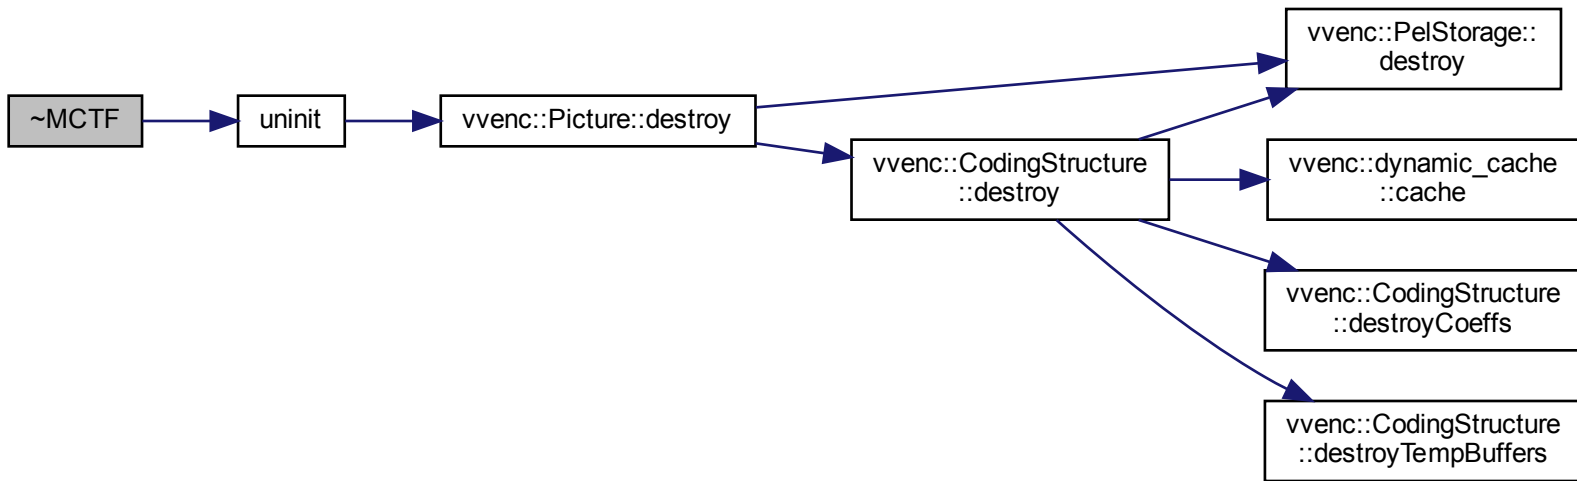 ~MCTF
uninit
vvenc::Picture::destroy
vvenc::PelStorage::
destroy
vvenc::CodingStructure
::destroy
vvenc::dynamic_cache
::cache
vvenc::CodingStructure
::destroyCoeffs
vvenc::CodingStructure
::destroyTempBuffers